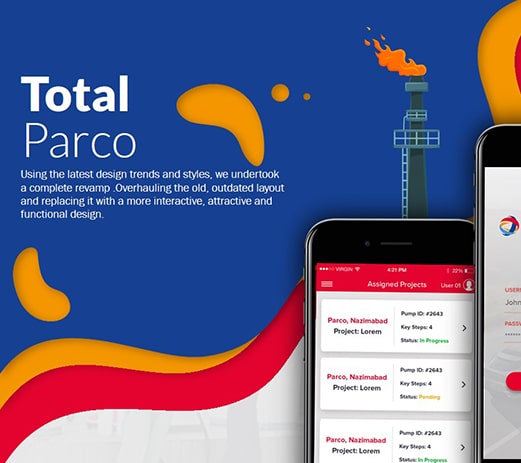 Total
Parco
Using the latest design trends and styles, we undertook
a complete revamp .Overhauling the old, outdated layout
and replacing it with a more interactive, attractive and
functional design.
VIRGIN
4:21 PM
22%
Assigned Projects
User 01
Parco, Nazimabad
Project: Lorem
Pump ID: #2643
Key Steps: 4
Status: In Progress
Parco, Nazimabad
Project: Lorem
Pump ID: #2643
Key Steps: 4
Status: Pending
Parco, Nazimabad
Project: Lorem
Pump ID: #2643
Key Steps: 4
Status: In Progress